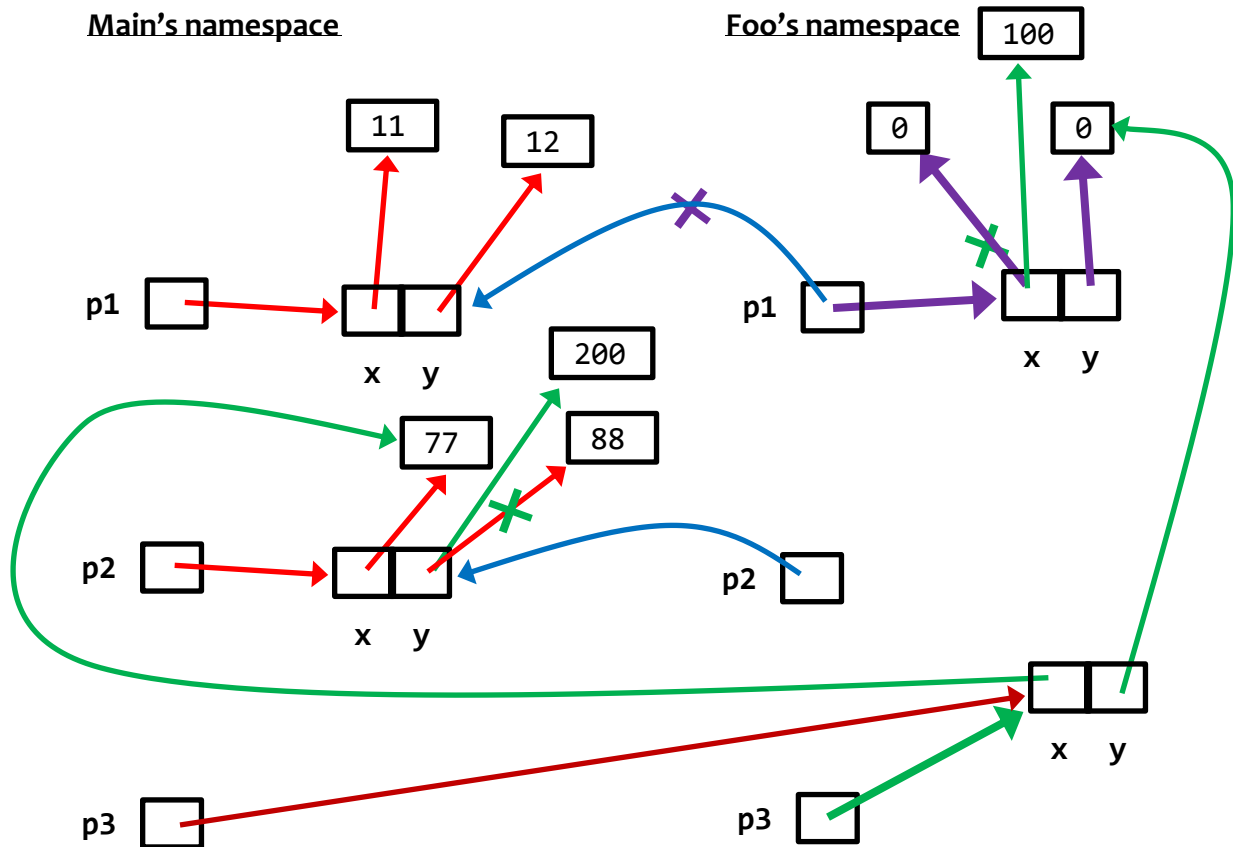 Main's namespace
Foo's namespace
100
11
12
0
0
p1
p1
x y
x y
200
77
88
p2
p2
x y
x y
p3
p3